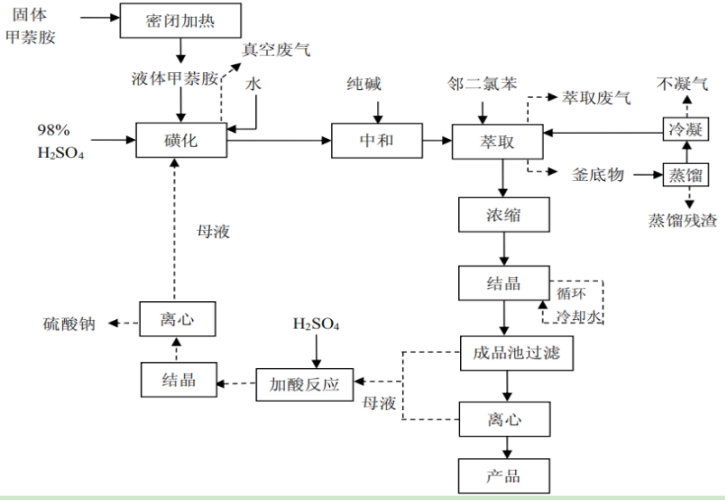 固体
甲萘胺
密闭加热
真空废气
液体甲萘胺
水
纯碱
邻二氯苯
不凝气
萃取废气
98%
H₂SO₄
磺化
中和
萃取
冷凝
釜底物
蒸馏
蒸馏残渣
浓缩
母液
结晶
循环
冷却水
硫酸钠
离心
H₂SO₄
成品池过滤
结晶
加酸反应
母液
离心
产品